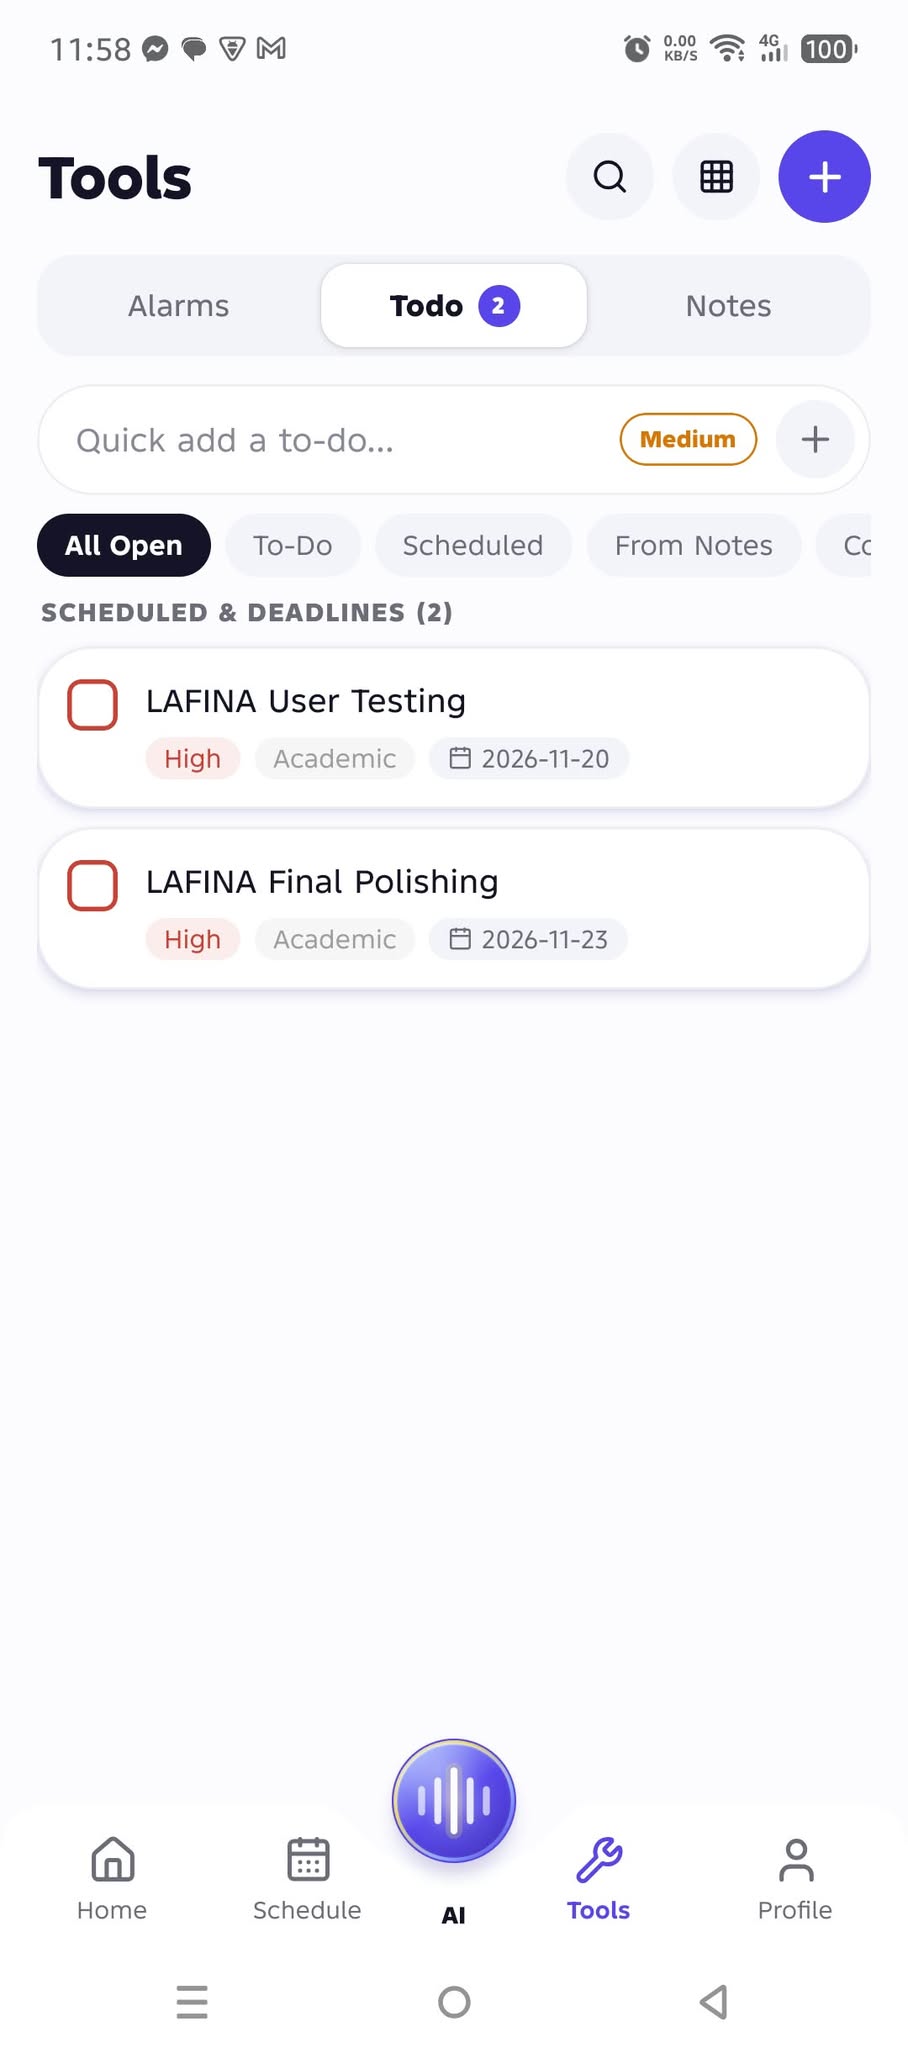 11:58
0.00
KB/S
4G
100
Tools
Alarms
Todo 2
Notes
Quick add a to-do...
Medium
All Open
To-Do
Scheduled
From Notes
Co
SCHEDULED & DEADLINES (2)
LAFINA User Testing
High
Academic
2026-11-20
LAFINA Final Polishing
High
Academic
2026-11-23
Home
Schedule
AI
Tools
Profile